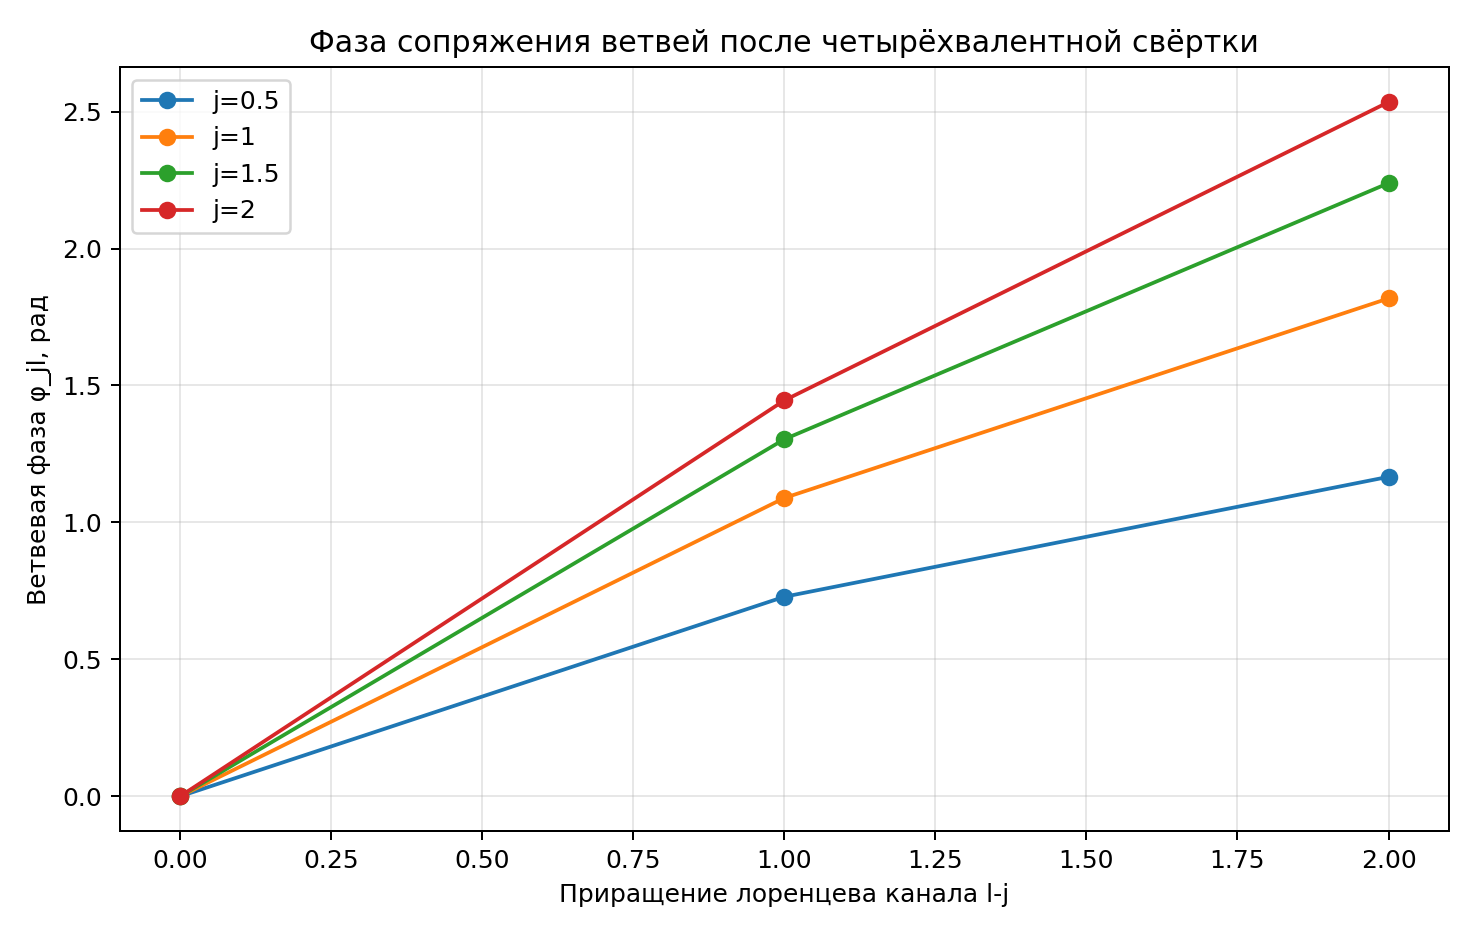 Фаза сопряжения ветвей после четырёхвалентной свёртки
j=0.5
j=1
j=1.5
j=2
Ветвевая фаза φ_jl, рад
2.5
2.0
1.5
1.0
0.5
0.0
0.00 0.25 0.50 0.75 1.00 1.25 1.50 1.75 2.00
Приращение лоренцева канала l-j